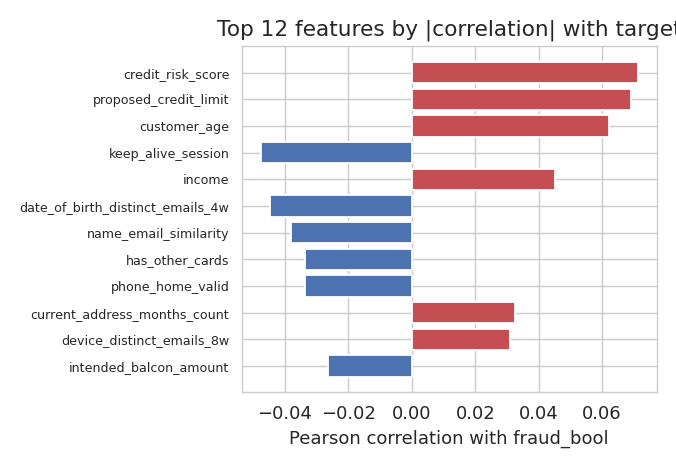 Top 12 features by |correlation| with target
credit_risk_score
proposed_credit_limit
customer_age
keep_alive_session
income
date_of_birth_distinct_emails_4w
name_email_similarity
has_other_cards
phone_home_valid
current_address_months_count
device_distinct_emails_8w
intended_balcon_amount
−0.04 −0.02 0.00 0.02 0.04 0.06
Pearson correlation with fraud_bool